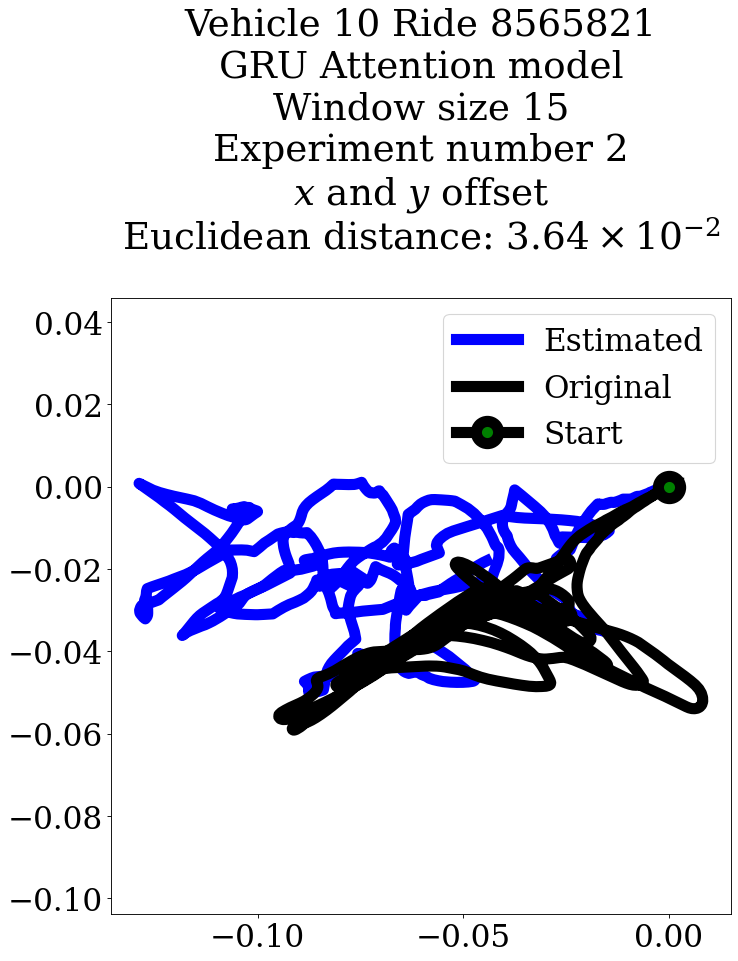 Vehicle 10 Ride 8565821
GRU Attention model
Window size 15
Experiment number 2
x and y offset
Euclidean distance: 3.64 × 10⁻²
0.04
0.02
0.00
−0.02
−0.04
−0.06
−0.08
−0.10
Estimated
Original
Start
−0.10
−0.05
0.00